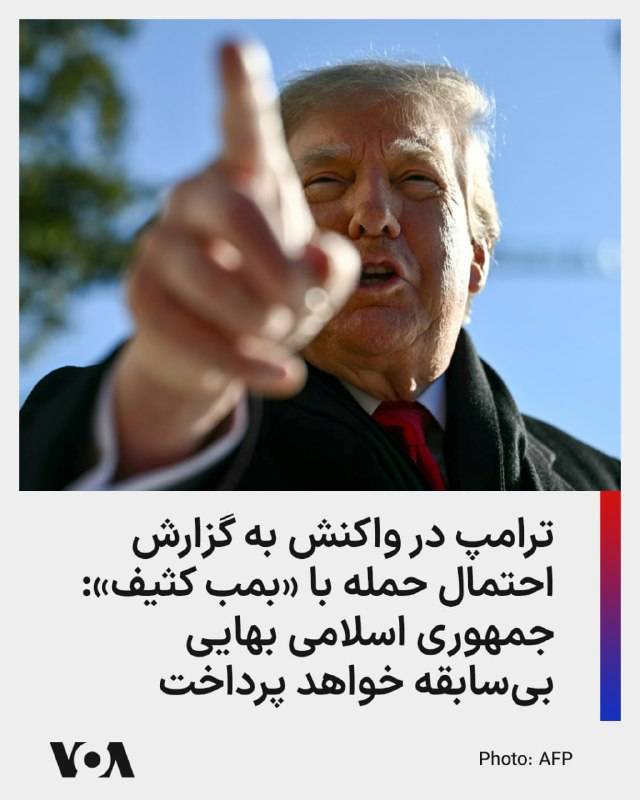 ترامپ در واکنش به گزارش
احتمال حمله با «بمب کثیف»:
جمهوری اسلامی بهایی
بی‌سابقه خواهد پرداخت
VOA
Photo: AFP